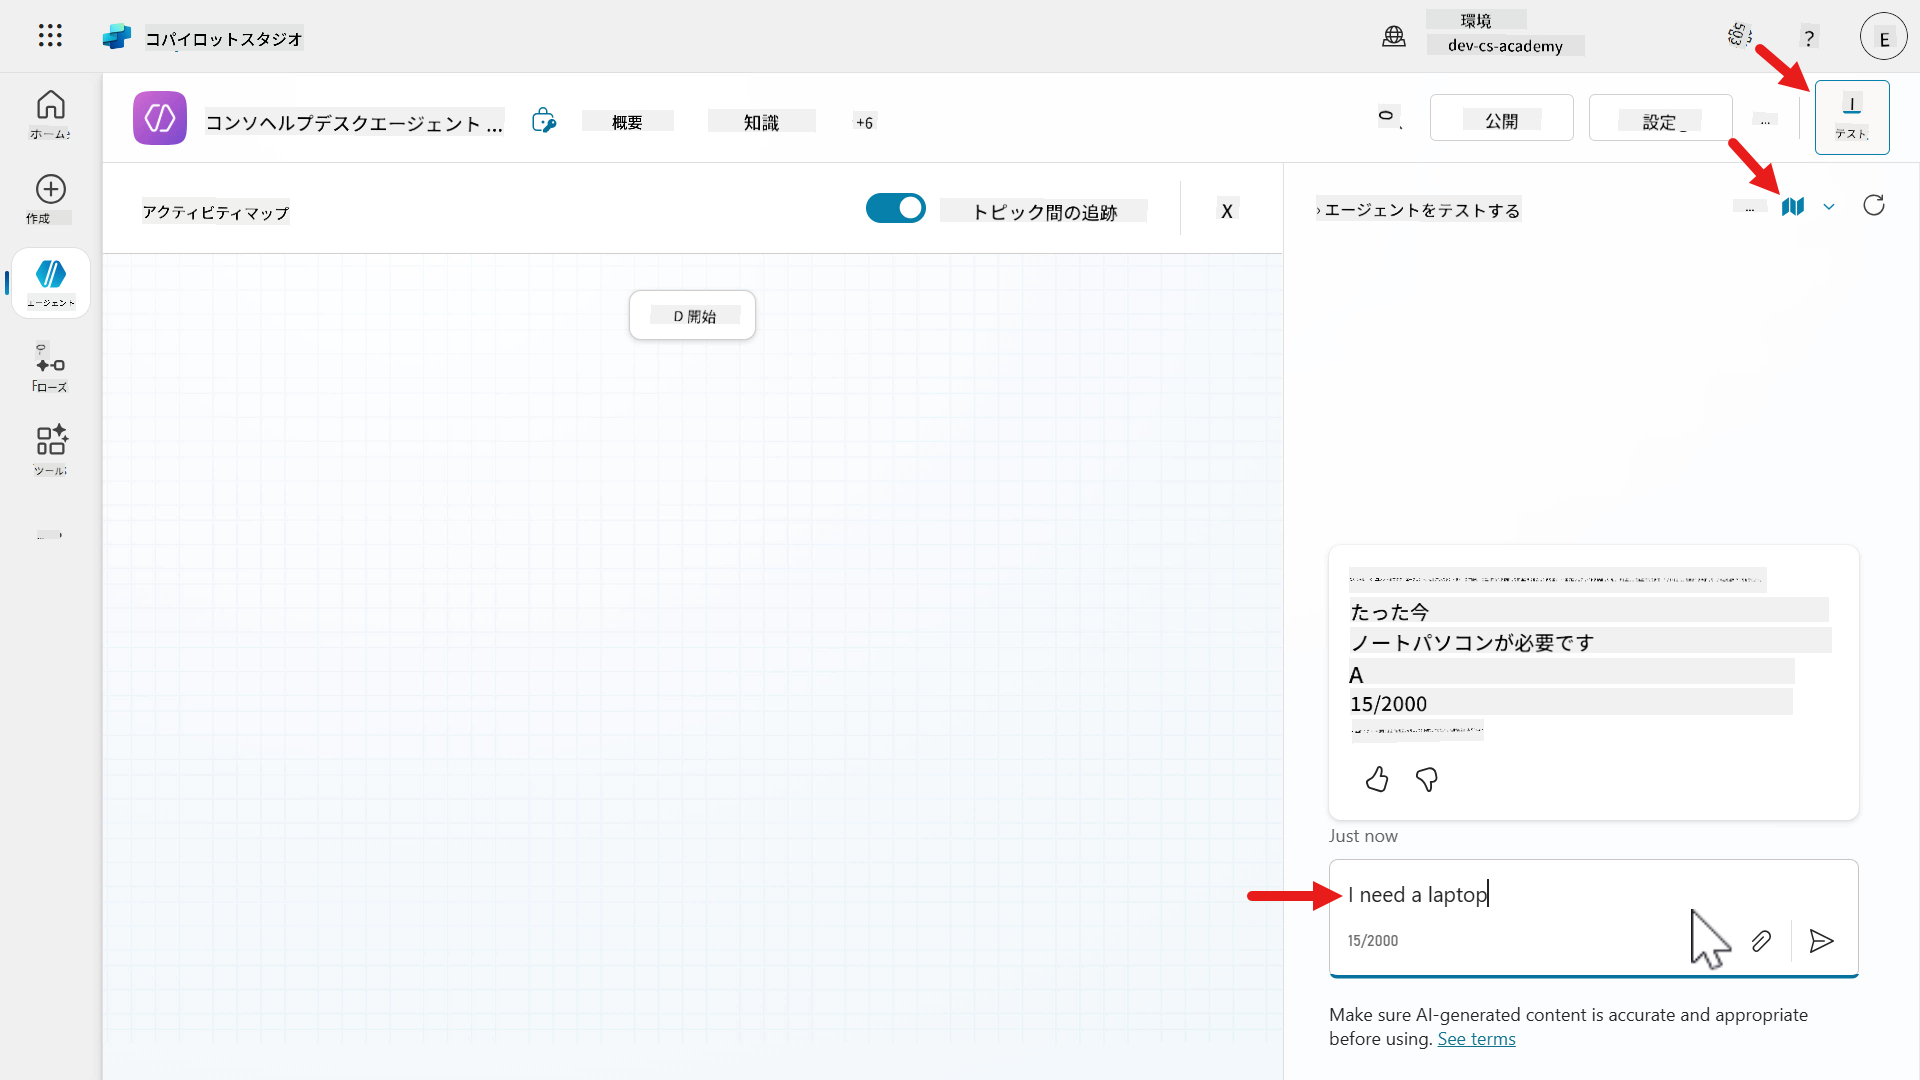 コパイロットスタジオ
環境
dev-cs-academy
?
E
ホーム
作成
エージェント
Fローズ
ツール
コンソヘルプデスクエージェント ...
概要
知識
+6
公開
設定
...
テスト
アクティビティマップ
トピック間の追跡
X
エージェントをテストする
...
D 開始
たった今
ノートパソコンが必要です
A
15/2000
Just now
I need a laptop
15/2000
Make sure AI-generated content is accurate and appropriate
before using. See terms